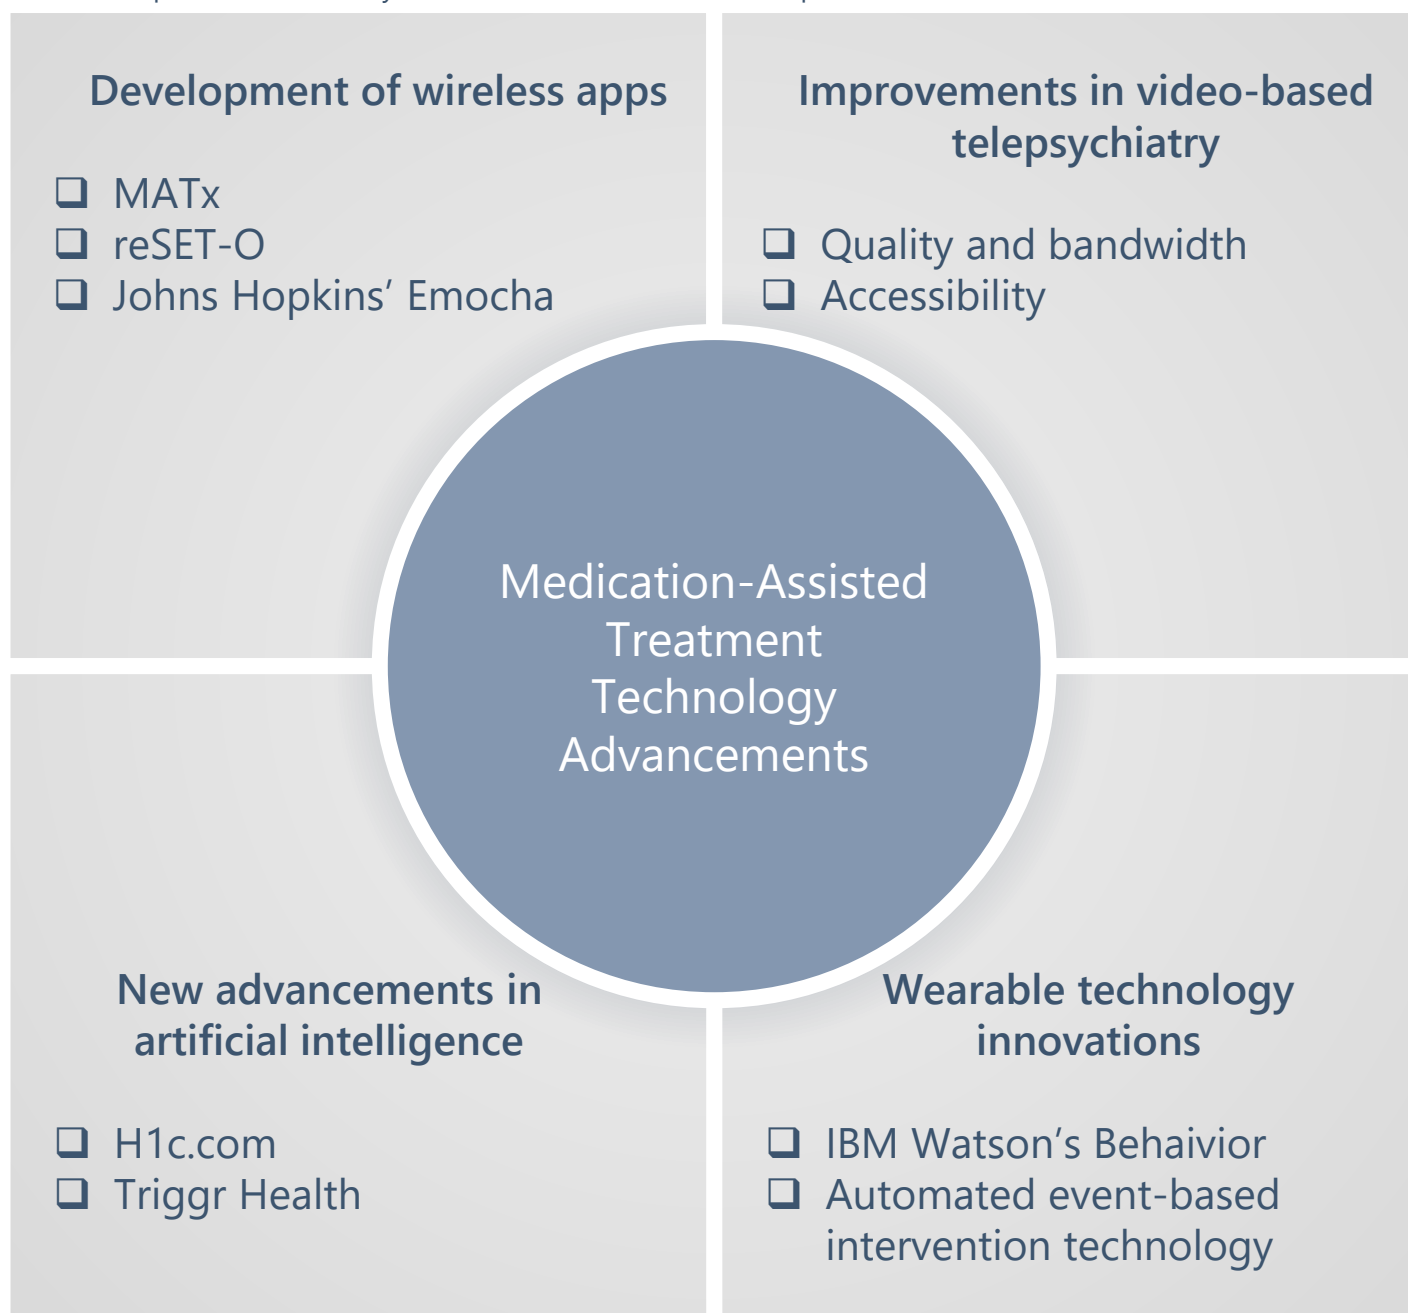 Development of wireless apps
❑ MATx
❑ reSET-O
❑ Johns Hopkins’ Emocha
Improvements in video-based
telepsychiatry
❑ Quality and bandwidth
❑ Accessibility
Medication-Assisted
Treatment
Technology
Advancements
New advancements in
artificial intelligence
❑ H1c.com
❑ Triggr Health
Wearable technology
innovations
❑ IBM Watson’s Behaivior
❑ Automated event-based
intervention technology